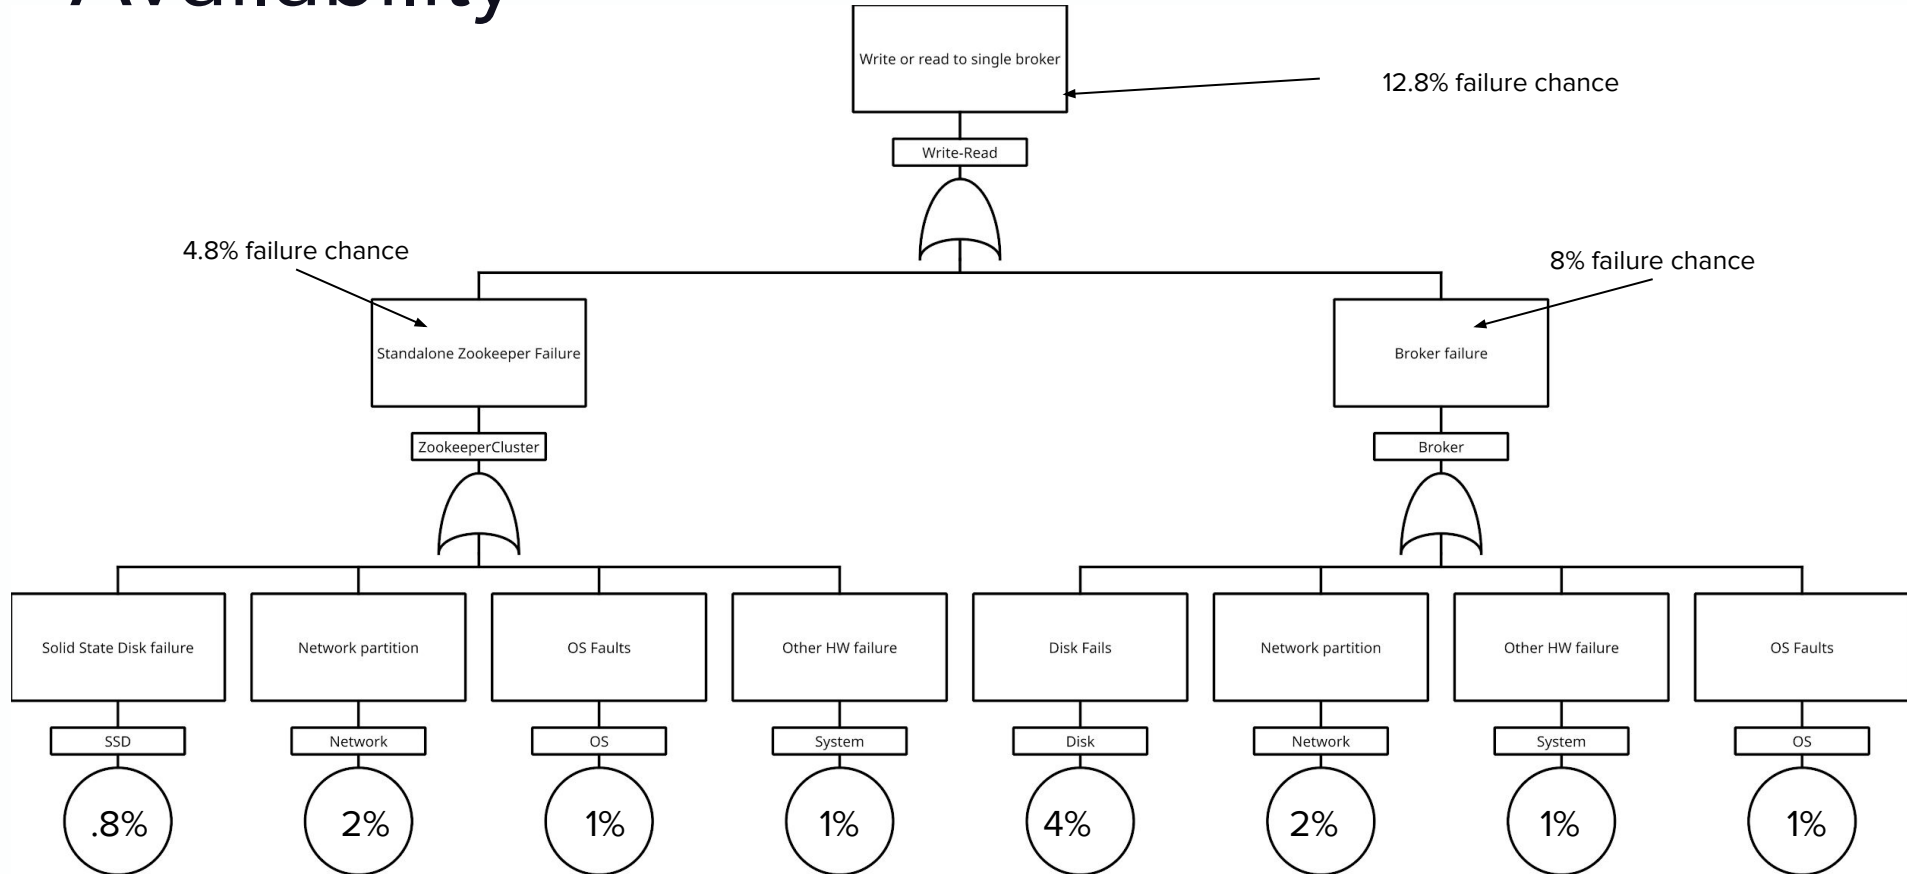 Availability
Write or read to single broker
12.8% failure chance
Write-Read
4.8% failure chance
8% failure chance
Standalone Zookeeper Failure
Broker failure
ZookeeperCluster
Broker
Solid State Disk failure
Network partition
OS Faults
Other HW failure
Disk Fails
Network partition
Other HW failure
OS Faults
SSD
Network
OS
System
Disk
Network
System
OS
.8%
2%
1%
1%
4%
2%
1%
1%